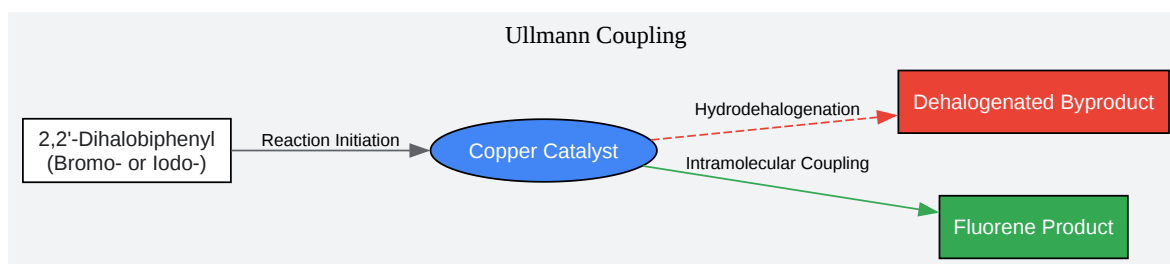 Ullmann Coupling
2,2'-Dihalobiphenyl
(Bromo- or Iodo-)
Reaction Initiation
Copper Catalyst
Hydrodehalogenation
Intramolecular Coupling
Dehalogenated Byproduct
Fluorene Product